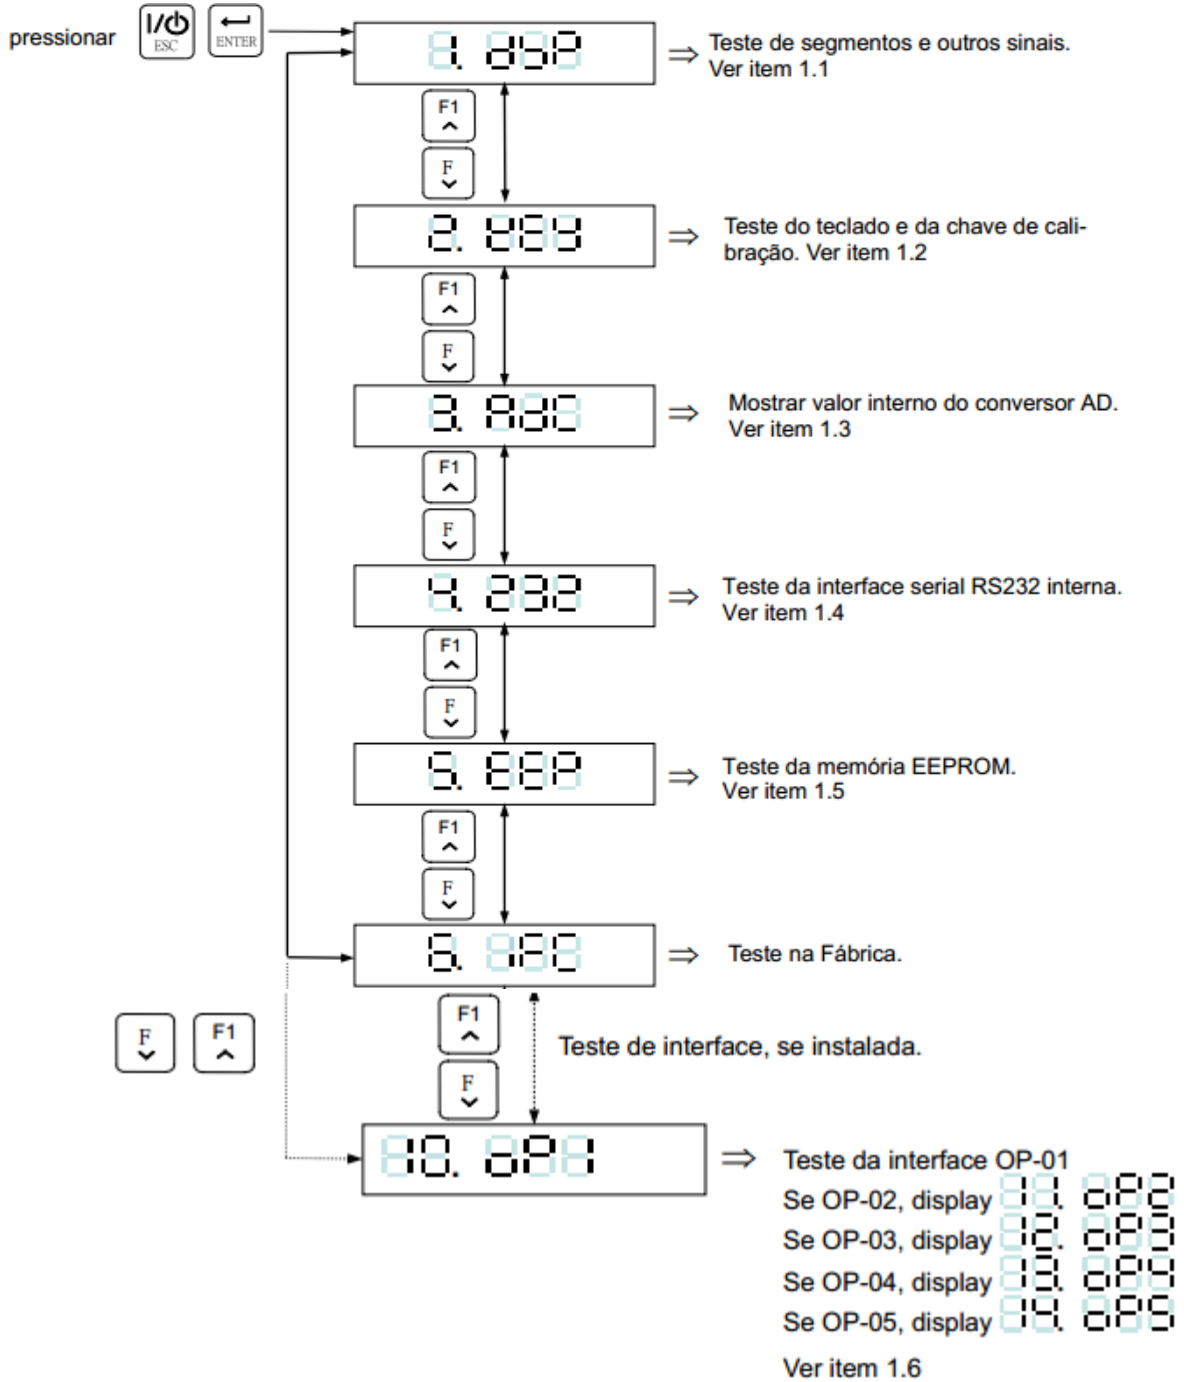 pressionar
I/⏻
ESC
ENTER
1. dSP
Teste de segmentos e outros sinais.
Ver item 1.1
F1
F
2. KEY
Teste do teclado e da chave de cali-
bração. Ver item 1.2
F1
F
3. AdC
Mostrar valor interno do conversor AD.
Ver item 1.3
F1
F
4. 232
Teste da interface serial RS232 interna.
Ver item 1.4
F1
F
5. EEP
Teste da memória EEPROM.
Ver item 1.5
F1
F
6. iFC
Teste na Fábrica.
F
F1
F1
F
Teste de interface, se instalada.
10. oP1
Teste da interface OP-01
Se OP-02, display 11. oP2
Se OP-03, display 12. oP3
Se OP-04, display 13. oP4
Se OP-05, display 14. oP5
Ver item 1.6